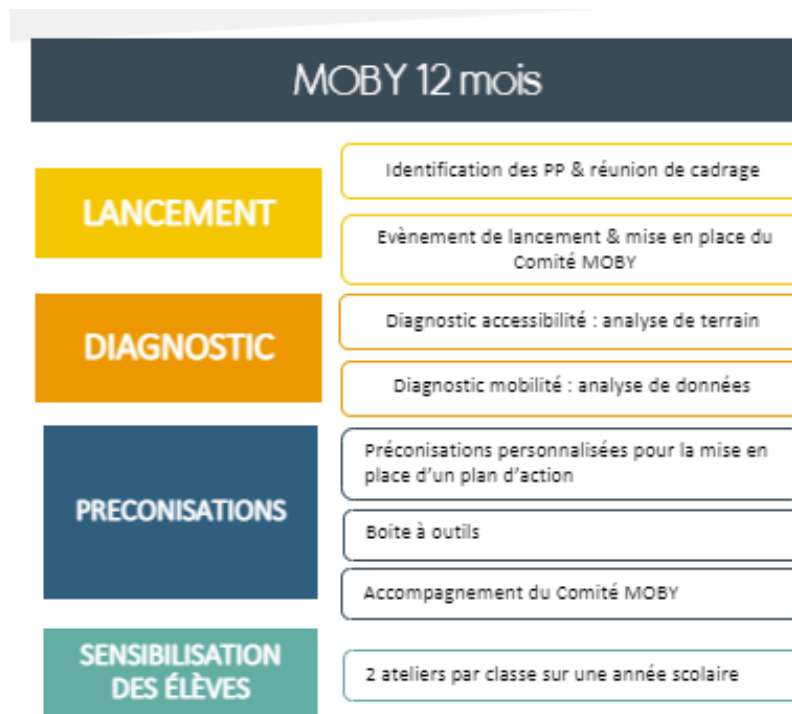 MOBY 12 mois
LANCEMENT
Identification des PP & réunion de cadrage
Evènement de lancement & mise en place du
Comité MOBY
DIAGNOSTIC
Diagnostic accessibilité : analyse de terrain
Diagnostic mobilité : analyse de données
PRECONISATIONS
Préconisations personnalisées pour la mise en
place d'un plan d'action
Boite à outils
Accompagnement du Comité MOBY
SENSIBILISATION
DES ÉLÈVES
2 ateliers par classe sur une année scolaire